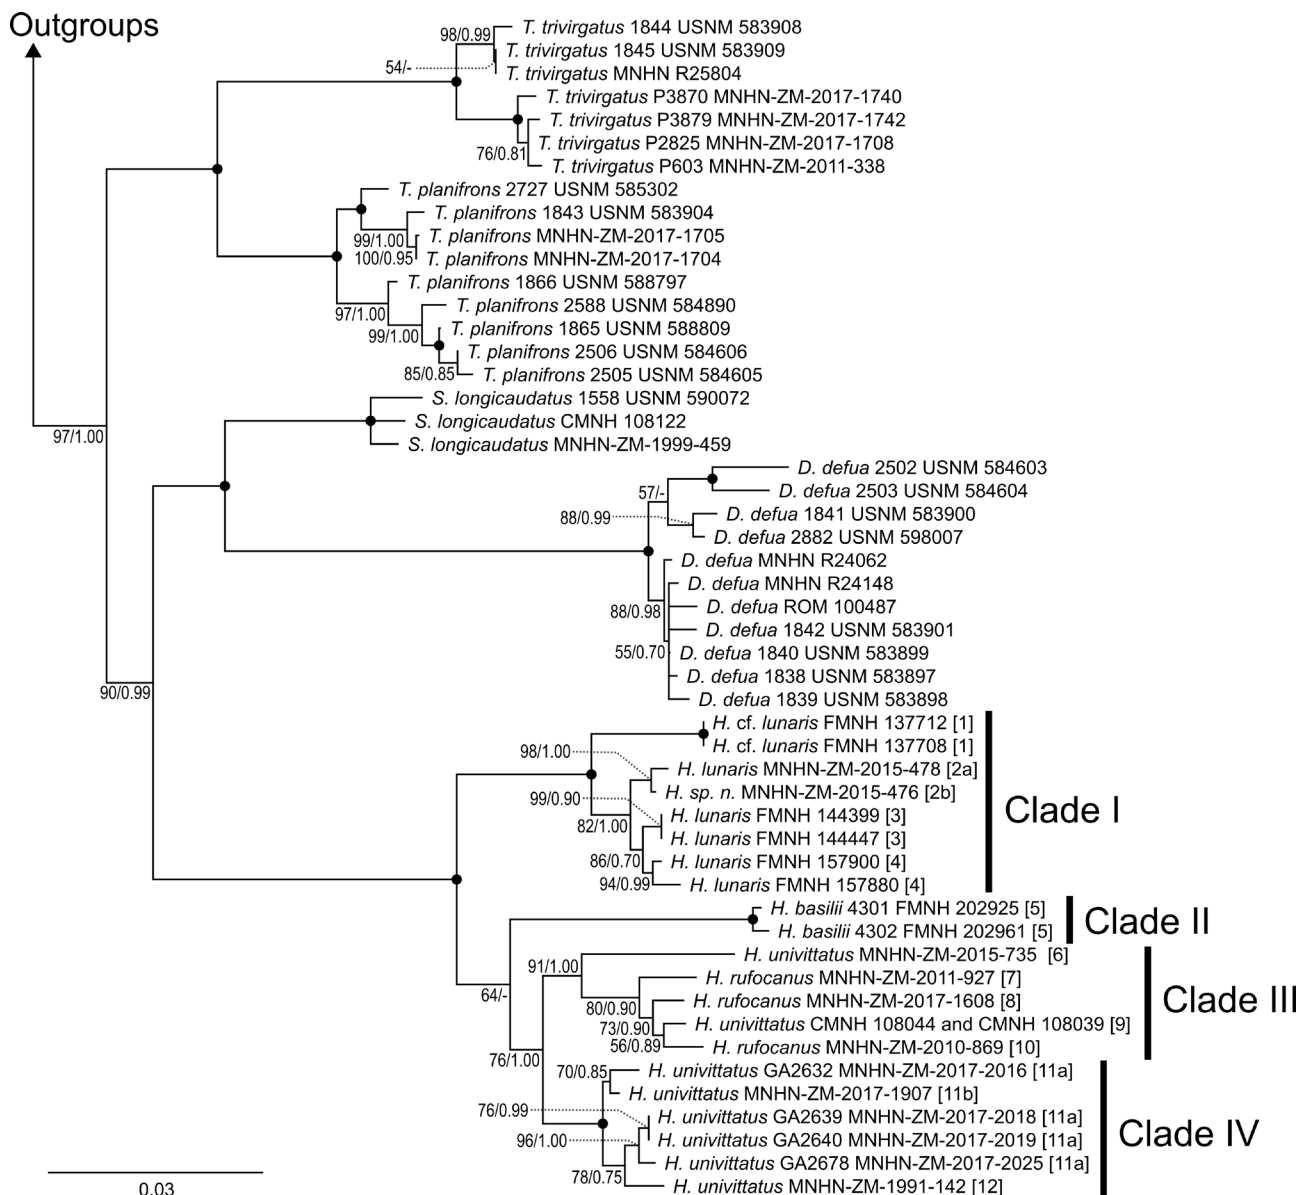 Outgroups
98/0.99
T. trivirgatus 1844 USNM 583908
T. trivirgatus 1845 USNM 583909
54/-
T. trivirgatus MNHN R25804
T. trivirgatus P3870 MNHN-ZM-2017-1740
T. trivirgatus P3879 MNHN-ZM-2017-1742
T. trivirgatus P2825 MNHN-ZM-2017-1708
76/0.81
T. trivirgatus P603 MNHN-ZM-2011-338
T. planifrons 2727 USNM 585302
T. planifrons 1843 USNM 583904
T. planifrons MNHN-ZM-2017-1705
99/1.00
T. planifrons MNHN-ZM-2017-1704
100/0.95
T. planifrons 1866 USNM 588797
T. planifrons 2588 USNM 584890
97/1.00
T. planifrons 1865 USNM 588809
99/1.00
T. planifrons 2506 USNM 584606
T. planifrons 2505 USNM 584605
85/0.85
S. longicaudatus 1558 USNM 590072
S. longicaudatus CMNH 108122
S. longicaudatus MNHN-ZM-1999-459
97/1.00
D. defua 2502 USNM 584603
D. defua 2503 USNM 584604
57/-
D. defua 1841 USNM 583900
88/0.99
D. defua 2882 USNM 598007
D. defua MNHN R24062
D. defua MNHN R24148
D. defua ROM 100487
88/0.98
D. defua 1842 USNM 583901
D. defua 1840 USNM 583899
55/0.70
D. defua 1838 USNM 583897
D. defua 1839 USNM 583898
90/0.99
H. cf. lunaris FMNH 137712 [1]
H. cf. lunaris FMNH 137708 [1]
98/1.00
H. lunaris MNHN-ZM-2015-478 [2a]
H. sp. n. MNHN-ZM-2015-476 [2b]
99/0.90
H. lunaris FMNH 144399 [3]
82/1.00
H. lunaris FMNH 144447 [3]
H. lunaris FMNH 157900 [4]
86/0.70
H. lunaris FMNH 157880 [4]
94/0.99
Clade I
H. basilii 4301 FMNH 202925 [5]
H. basilii 4302 FMNH 202961 [5]
Clade II
H. univittatus MNHN-ZM-2015-735 [6]
91/1.00
H. rufocanus MNHN-ZM-2011-927 [7]
64/-
H. rufocanus MNHN-ZM-2017-1608 [8]
80/0.90
H. univittatus CMNH 108044 and CMNH 108039 [9]
73/0.90
H. rufocanus MNHN-ZM-2010-869 [10]
56/0.89
Clade III
76/1.00
H. univittatus GA2632 MNHN-ZM-2017-2016 [11a]
70/0.85
H. univittatus MNHN-ZM-2017-1907 [11b]
76/0.99
H. univittatus GA2639 MNHN-ZM-2017-2018 [11a]
H. univittatus GA2640 MNHN-ZM-2017-2019 [11a]
96/1.00
H. univittatus GA2678 MNHN-ZM-2017-2025 [11a]
78/0.75
H. univittatus MNHN-ZM-1991-142 [12]
Clade IV
0.03